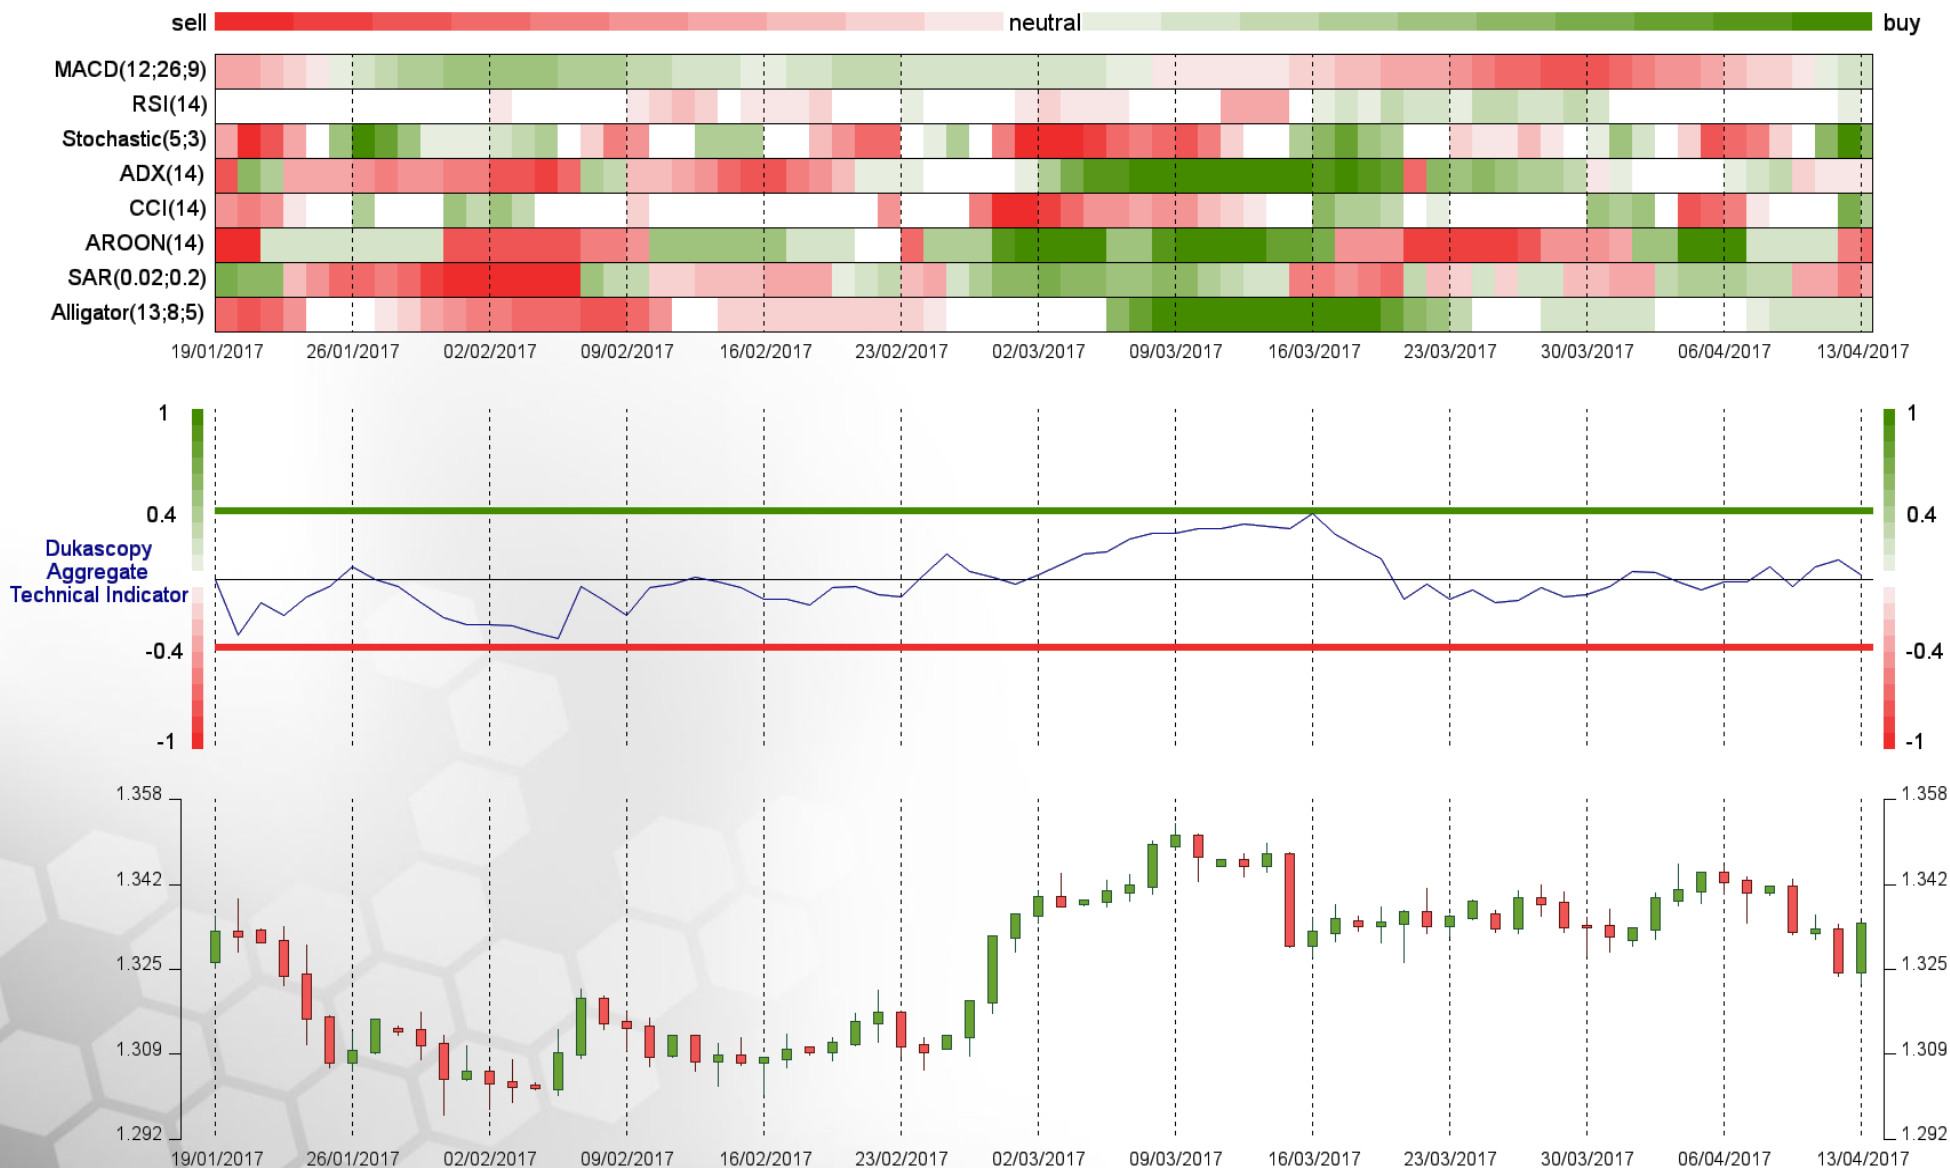 sell neutral buy
MACD(12;26;9)
RSI(14)
Stochastic(5;3)
ADX(14)
CCI(14)
AROON(14)
SAR(0.02;0.2)
Alligator(13;8;5)
19/01/2017 26/01/2017 02/02/2017 09/02/2017 16/02/2017 23/02/2017 02/03/2017 09/03/2017 16/03/2017 23/03/2017 30/03/2017 06/04/2017 13/04/2017
1 1
0.4 0.4
Dukascopy
Aggregate
Technical Indicator
-0.4 -0.4
-1 -1
1.358 1.358
1.342 1.342
1.325 1.325
1.309 1.309
1.292 1.292
19/01/2017 26/01/2017 02/02/2017 09/02/2017 16/02/2017 23/02/2017 02/03/2017 09/03/2017 16/03/2017 23/03/2017 30/03/2017 06/04/2017 13/04/2017